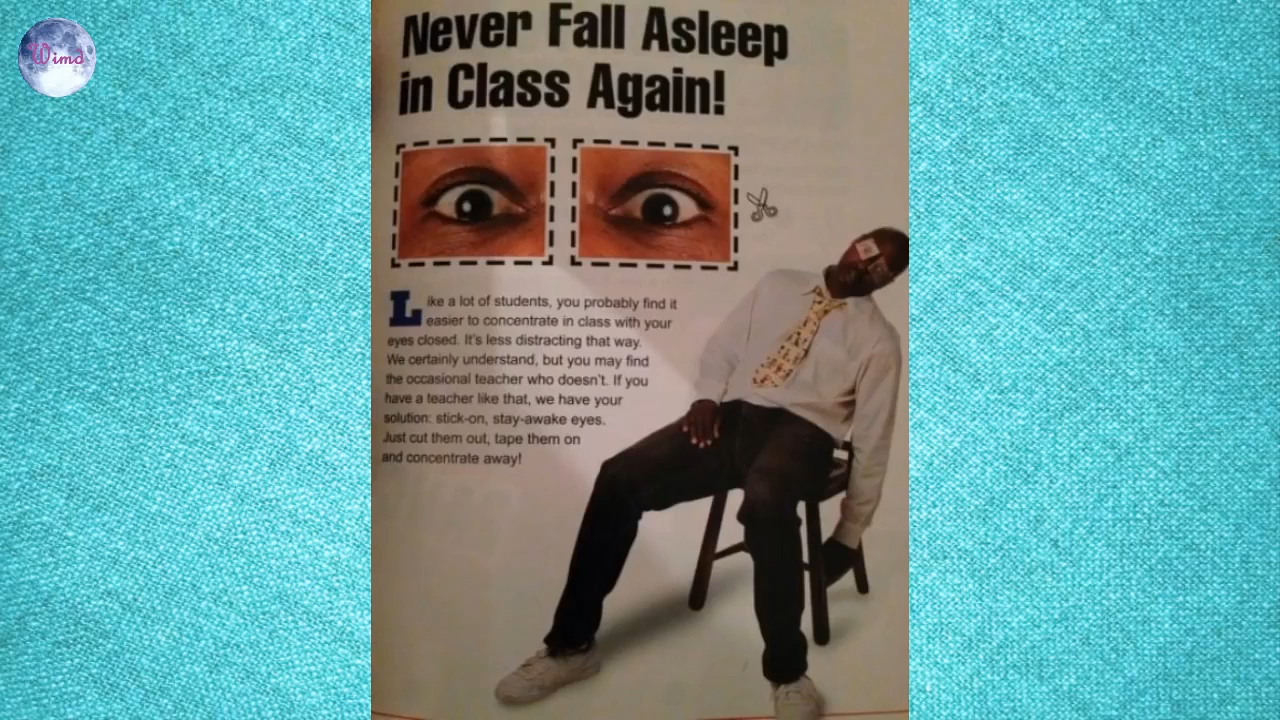 Wimd
Never Fall Asleep
in Class Again!
Like a lot of students, you probably find it
easier to concentrate in class with your
eyes closed. It's less distracting that way.
We certainly understand, but you may find
the occasional teacher who doesn't. If you
have a teacher like that, we have your
solution: stick-on, stay-awake eyes.
Just cut them out, tape them on
and concentrate away!